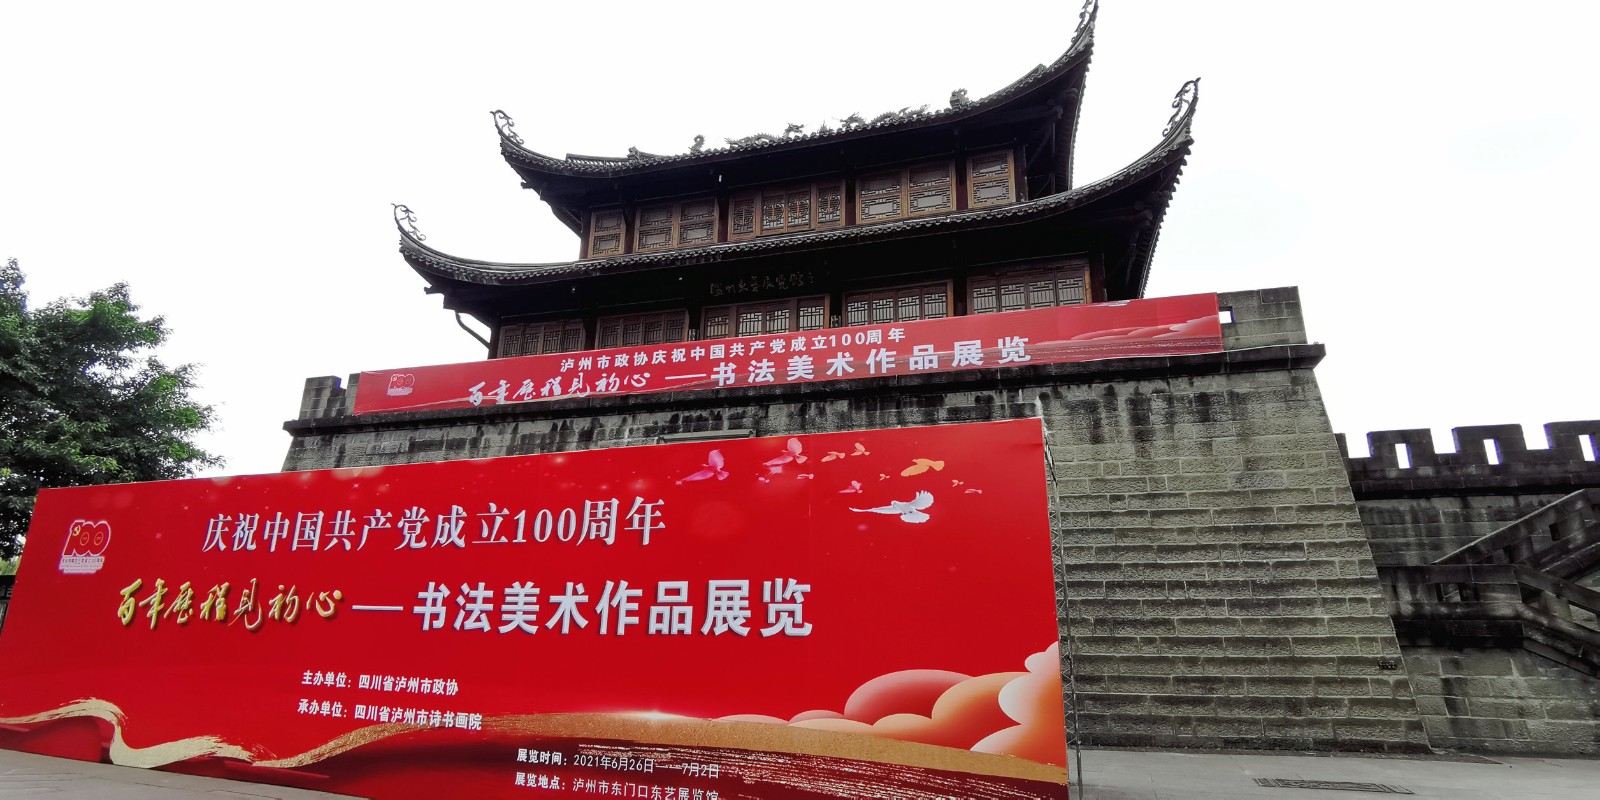 泸州市政协庆祝中国共产党成立100周年
百年历程见初心 — 书法美术作品展览
庆祝中国共产党成立100周年
百年历程见初心 — 书法美术作品展览
主办单位：四川省泸州市政协
承办单位：四川省泸州市诗书画院
展览时间：2021年6月26日——7月2日
展览地点：泸州市东门口东艺展览馆